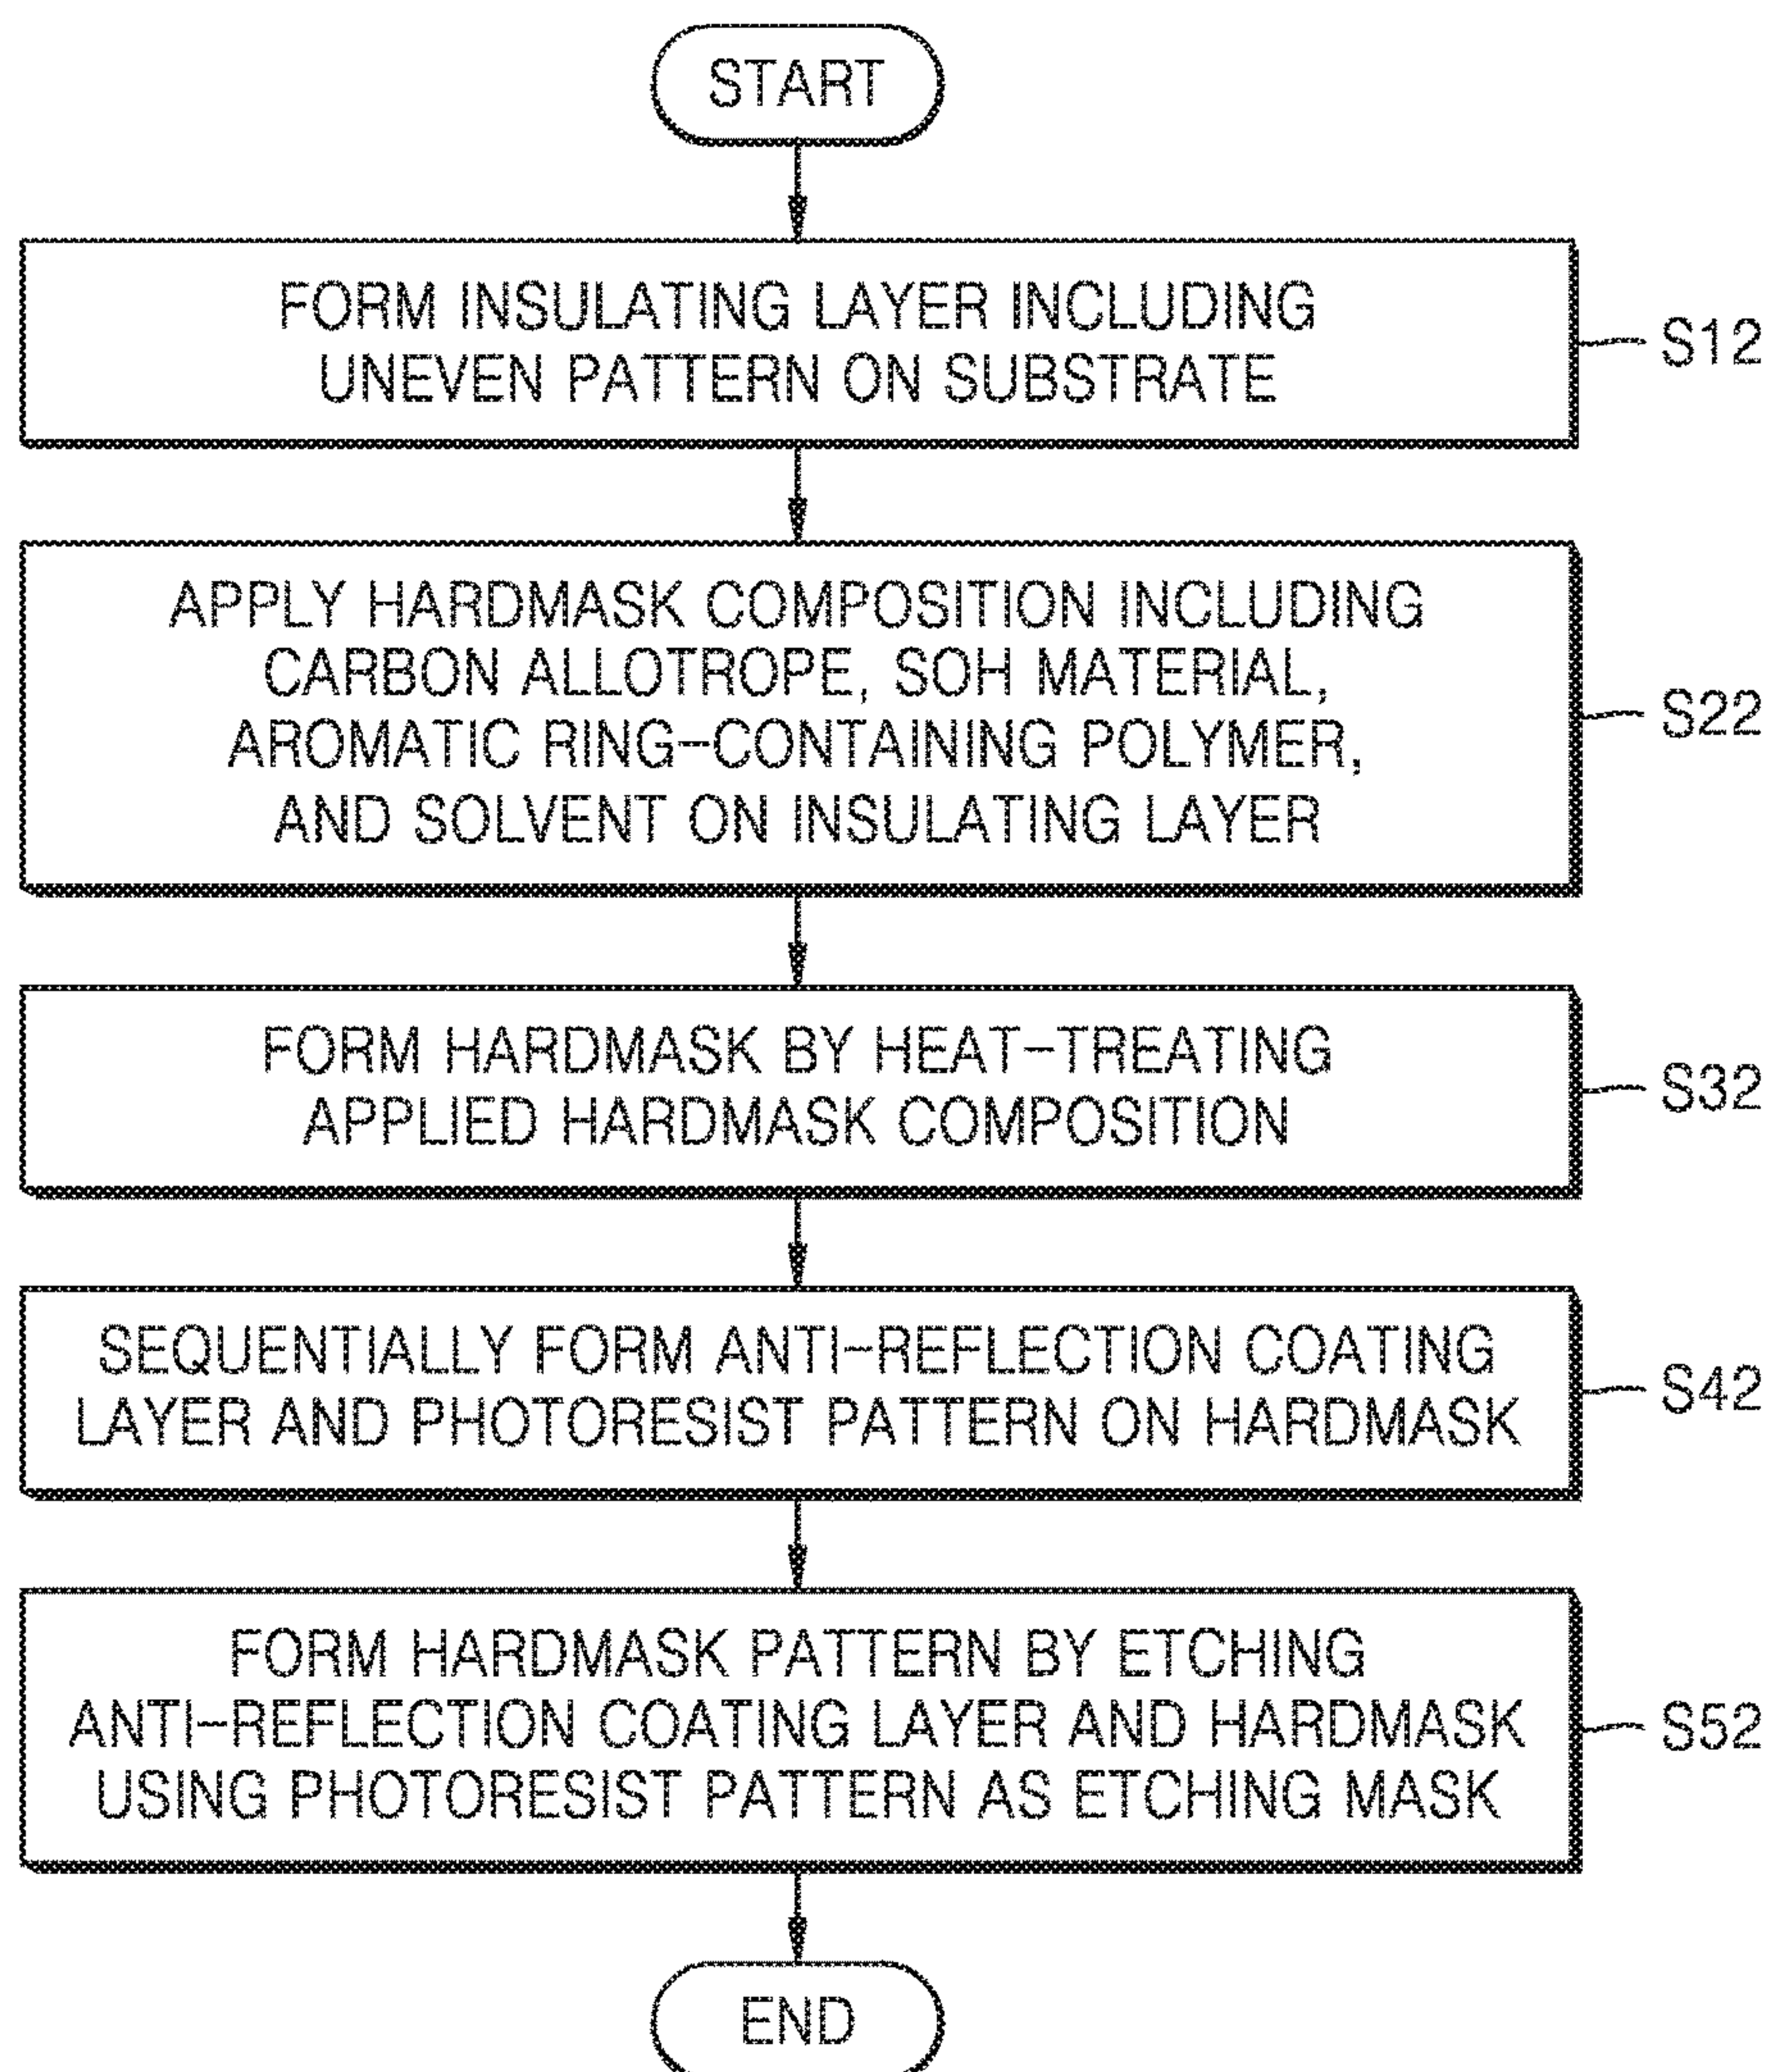 START
FORM INSULATING LAYER INCLUDING
UNEVEN PATTERN ON SUBSTRATE
S12
APPLY HARDMASK COMPOSITION INCLUDING
CARBON ALLOTROPE, SOH MATERIAL,
AROMATIC RING-CONTAINING POLYMER,
AND SOLVENT ON INSULATING LAYER
S22
FORM HARDMASK BY HEAT-TREATING
APPLIED HARDMASK COMPOSITION
S32
SEQUENTIALLY FORM ANTI-REFLECTION COATING
LAYER AND PHOTORESIST PATTERN ON HARDMASK
S42
FORM HARDMASK PATTERN BY ETCHING
ANTI-REFLECTION COATING LAYER AND HARDMASK
USING PHOTORESIST PATTERN AS ETCHING MASK
S52
END